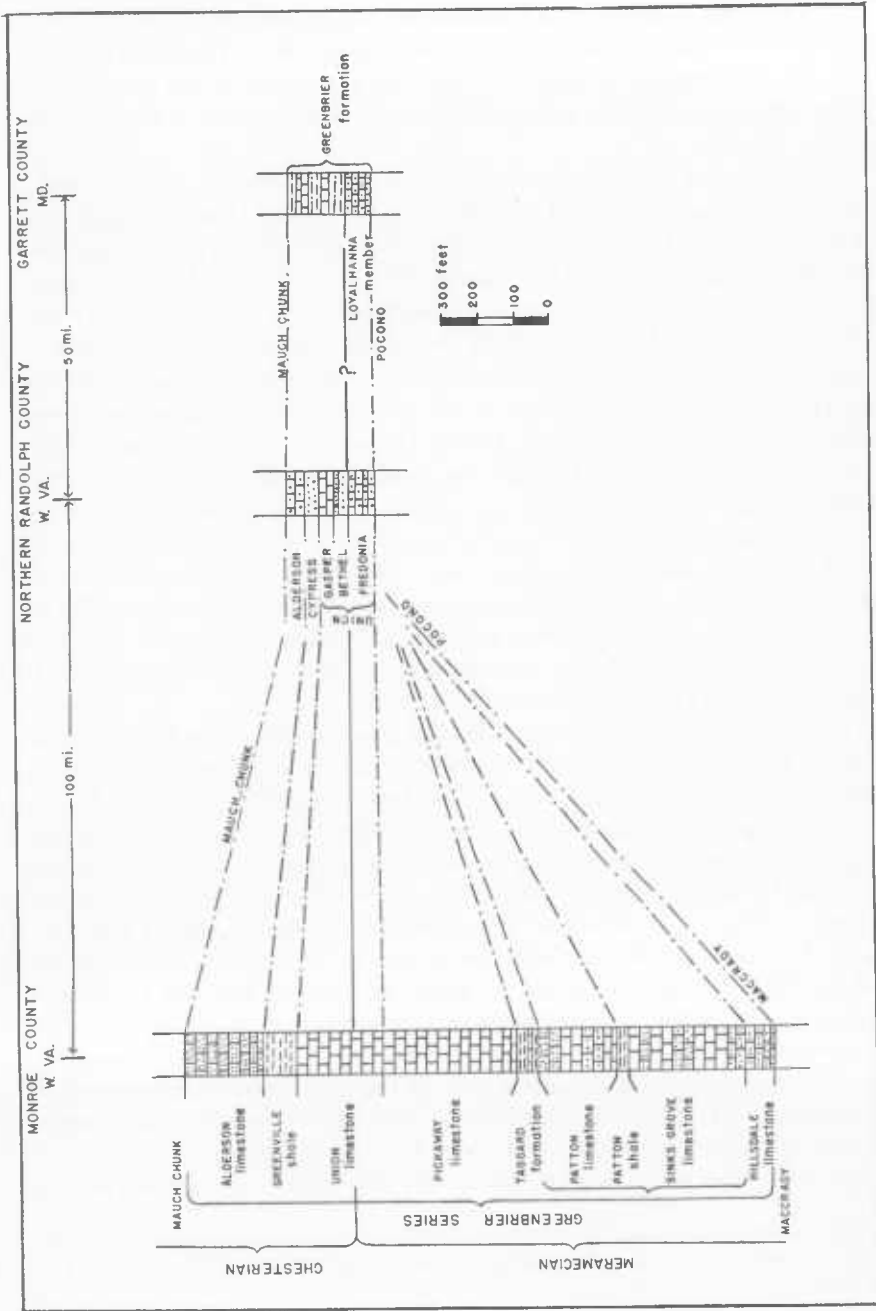 MONROE COUNTY
W. VA.
NORTHERN RANDOLPH COUNTY
W. VA.
GARRETT COUNTY
MD.
100 mi.
50 mi.
MAUCH CHUNK
ALDERSON
limestone
GREENVILLE
shale
UNION
limestone
PICKAWAY
limestone
TAGGARD
formation
PATTON
limestone
PATTON
shale
SINKS GROVE
limestone
HILLSDALE
limestone
MACCRADY
GREENBRIER SERIES
CHESTERIAN
MERAMECIAN
MAUCH CHUNK
POCONO
MACCRADY
ALDERSON
CYPRESS
GASPER
BETHEL
FREDONIA
UNION
MAUCH CHUNK
?
LOYALHANNA
member
POCONO
GREENBRIER
formation
300 feet
200
100
0